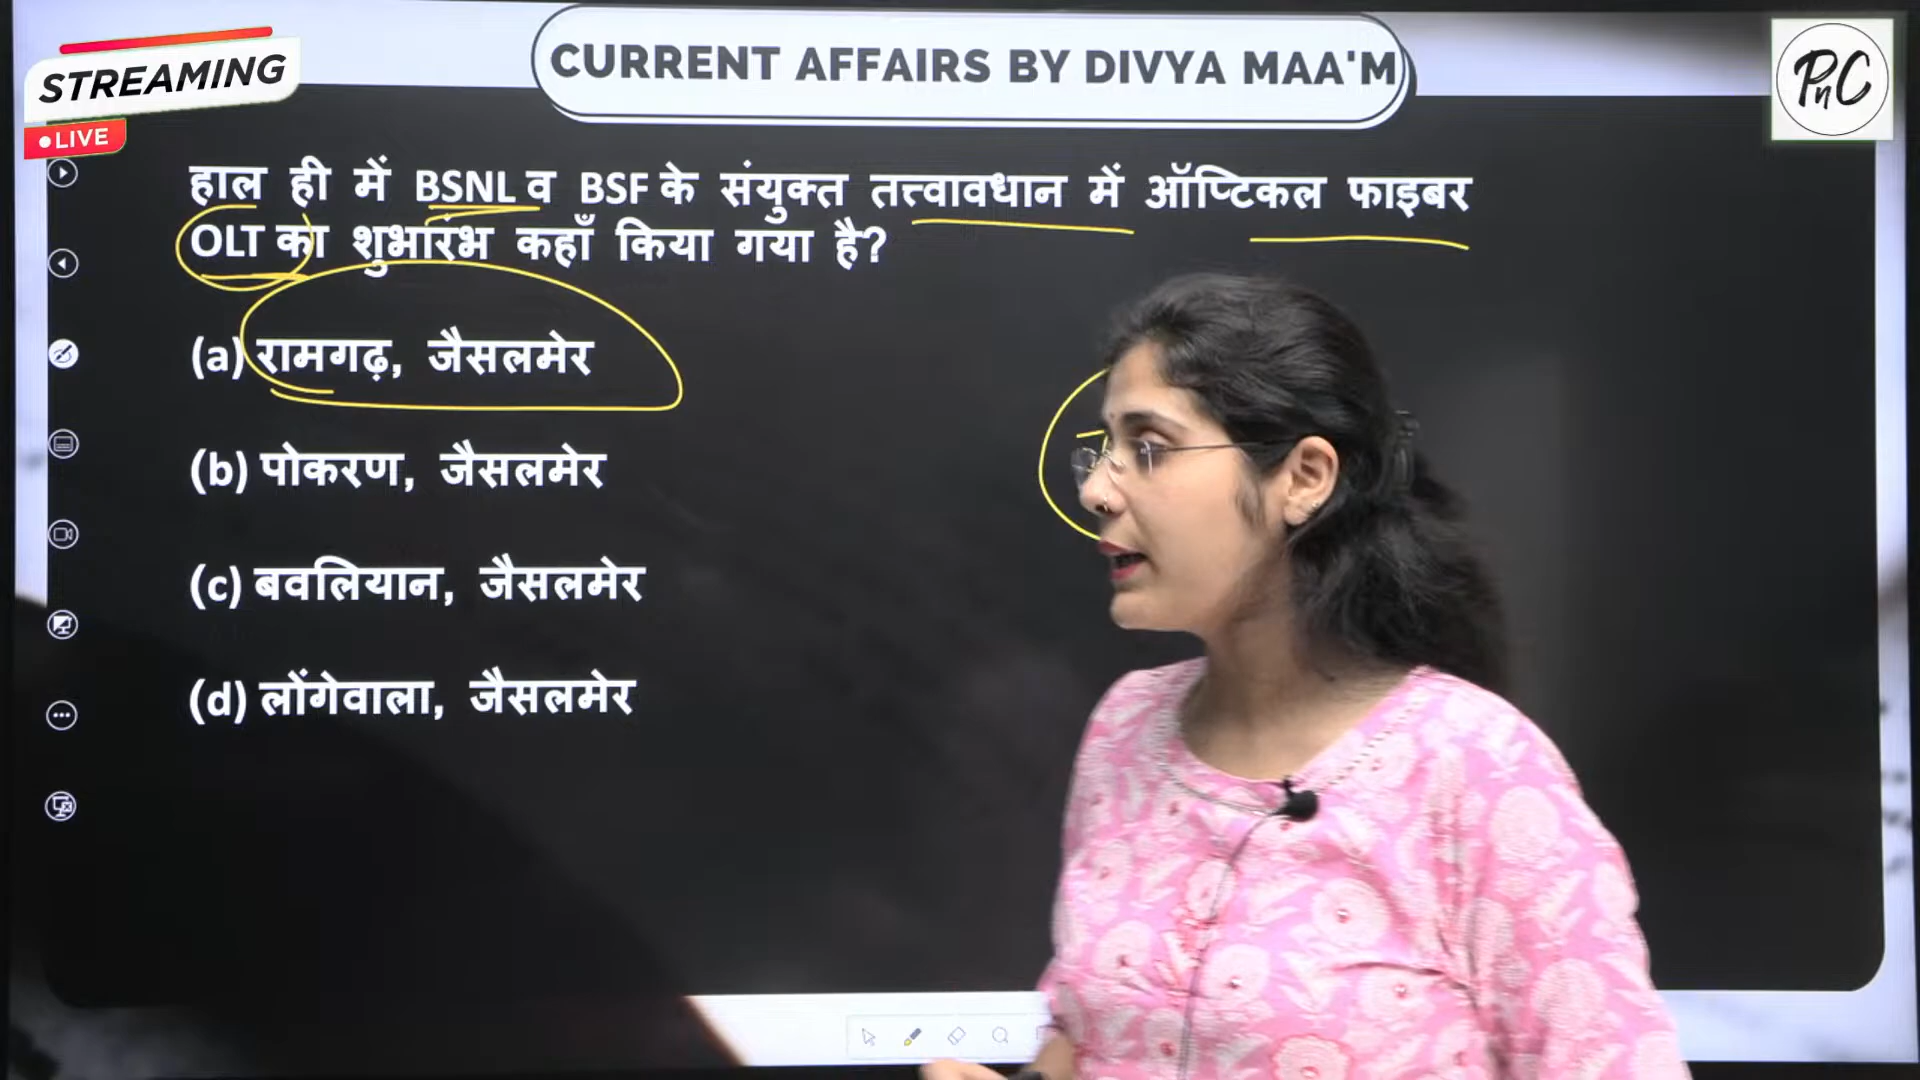 STREAMING
LIVE
CURRENT AFFAIRS BY DIVYA MAA'M
PnC
हाल ही में BSNL व BSF के संयुक्त तत्त्वावधान में ऑप्टिकल फाइबर
OLT का शुभारंभ कहाँ किया गया है?
(a) रामगढ़, जैसलमेर
(b) पोकरण, जैसलमेर
(c) बवलियान, जैसलमेर
(d) लोंगेवाला, जैसलमेर